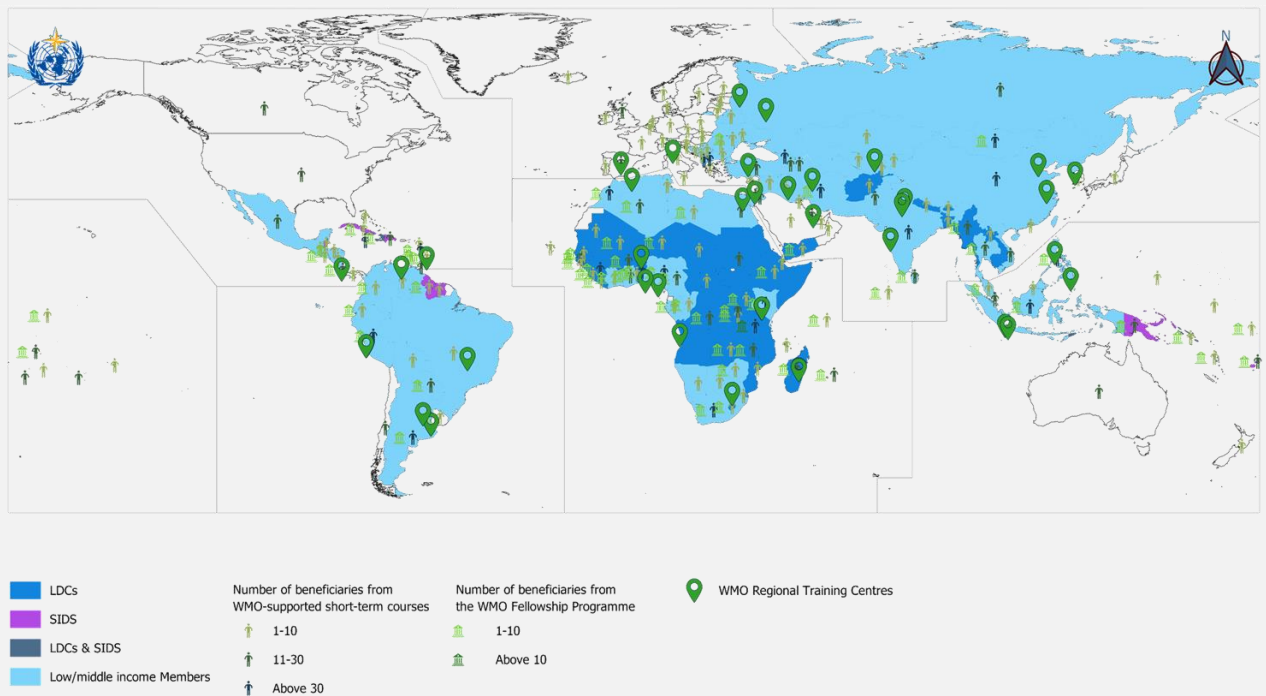 N
LDCs
SIDS
LDCs & SIDS
Low/middle income Members
Number of beneficiaries from
WMO-supported short-term courses
1-10
11-30
Above 30
Number of beneficiaries from
the WMO Fellowship Programme
1-10
Above 10
WMO Regional Training Centres